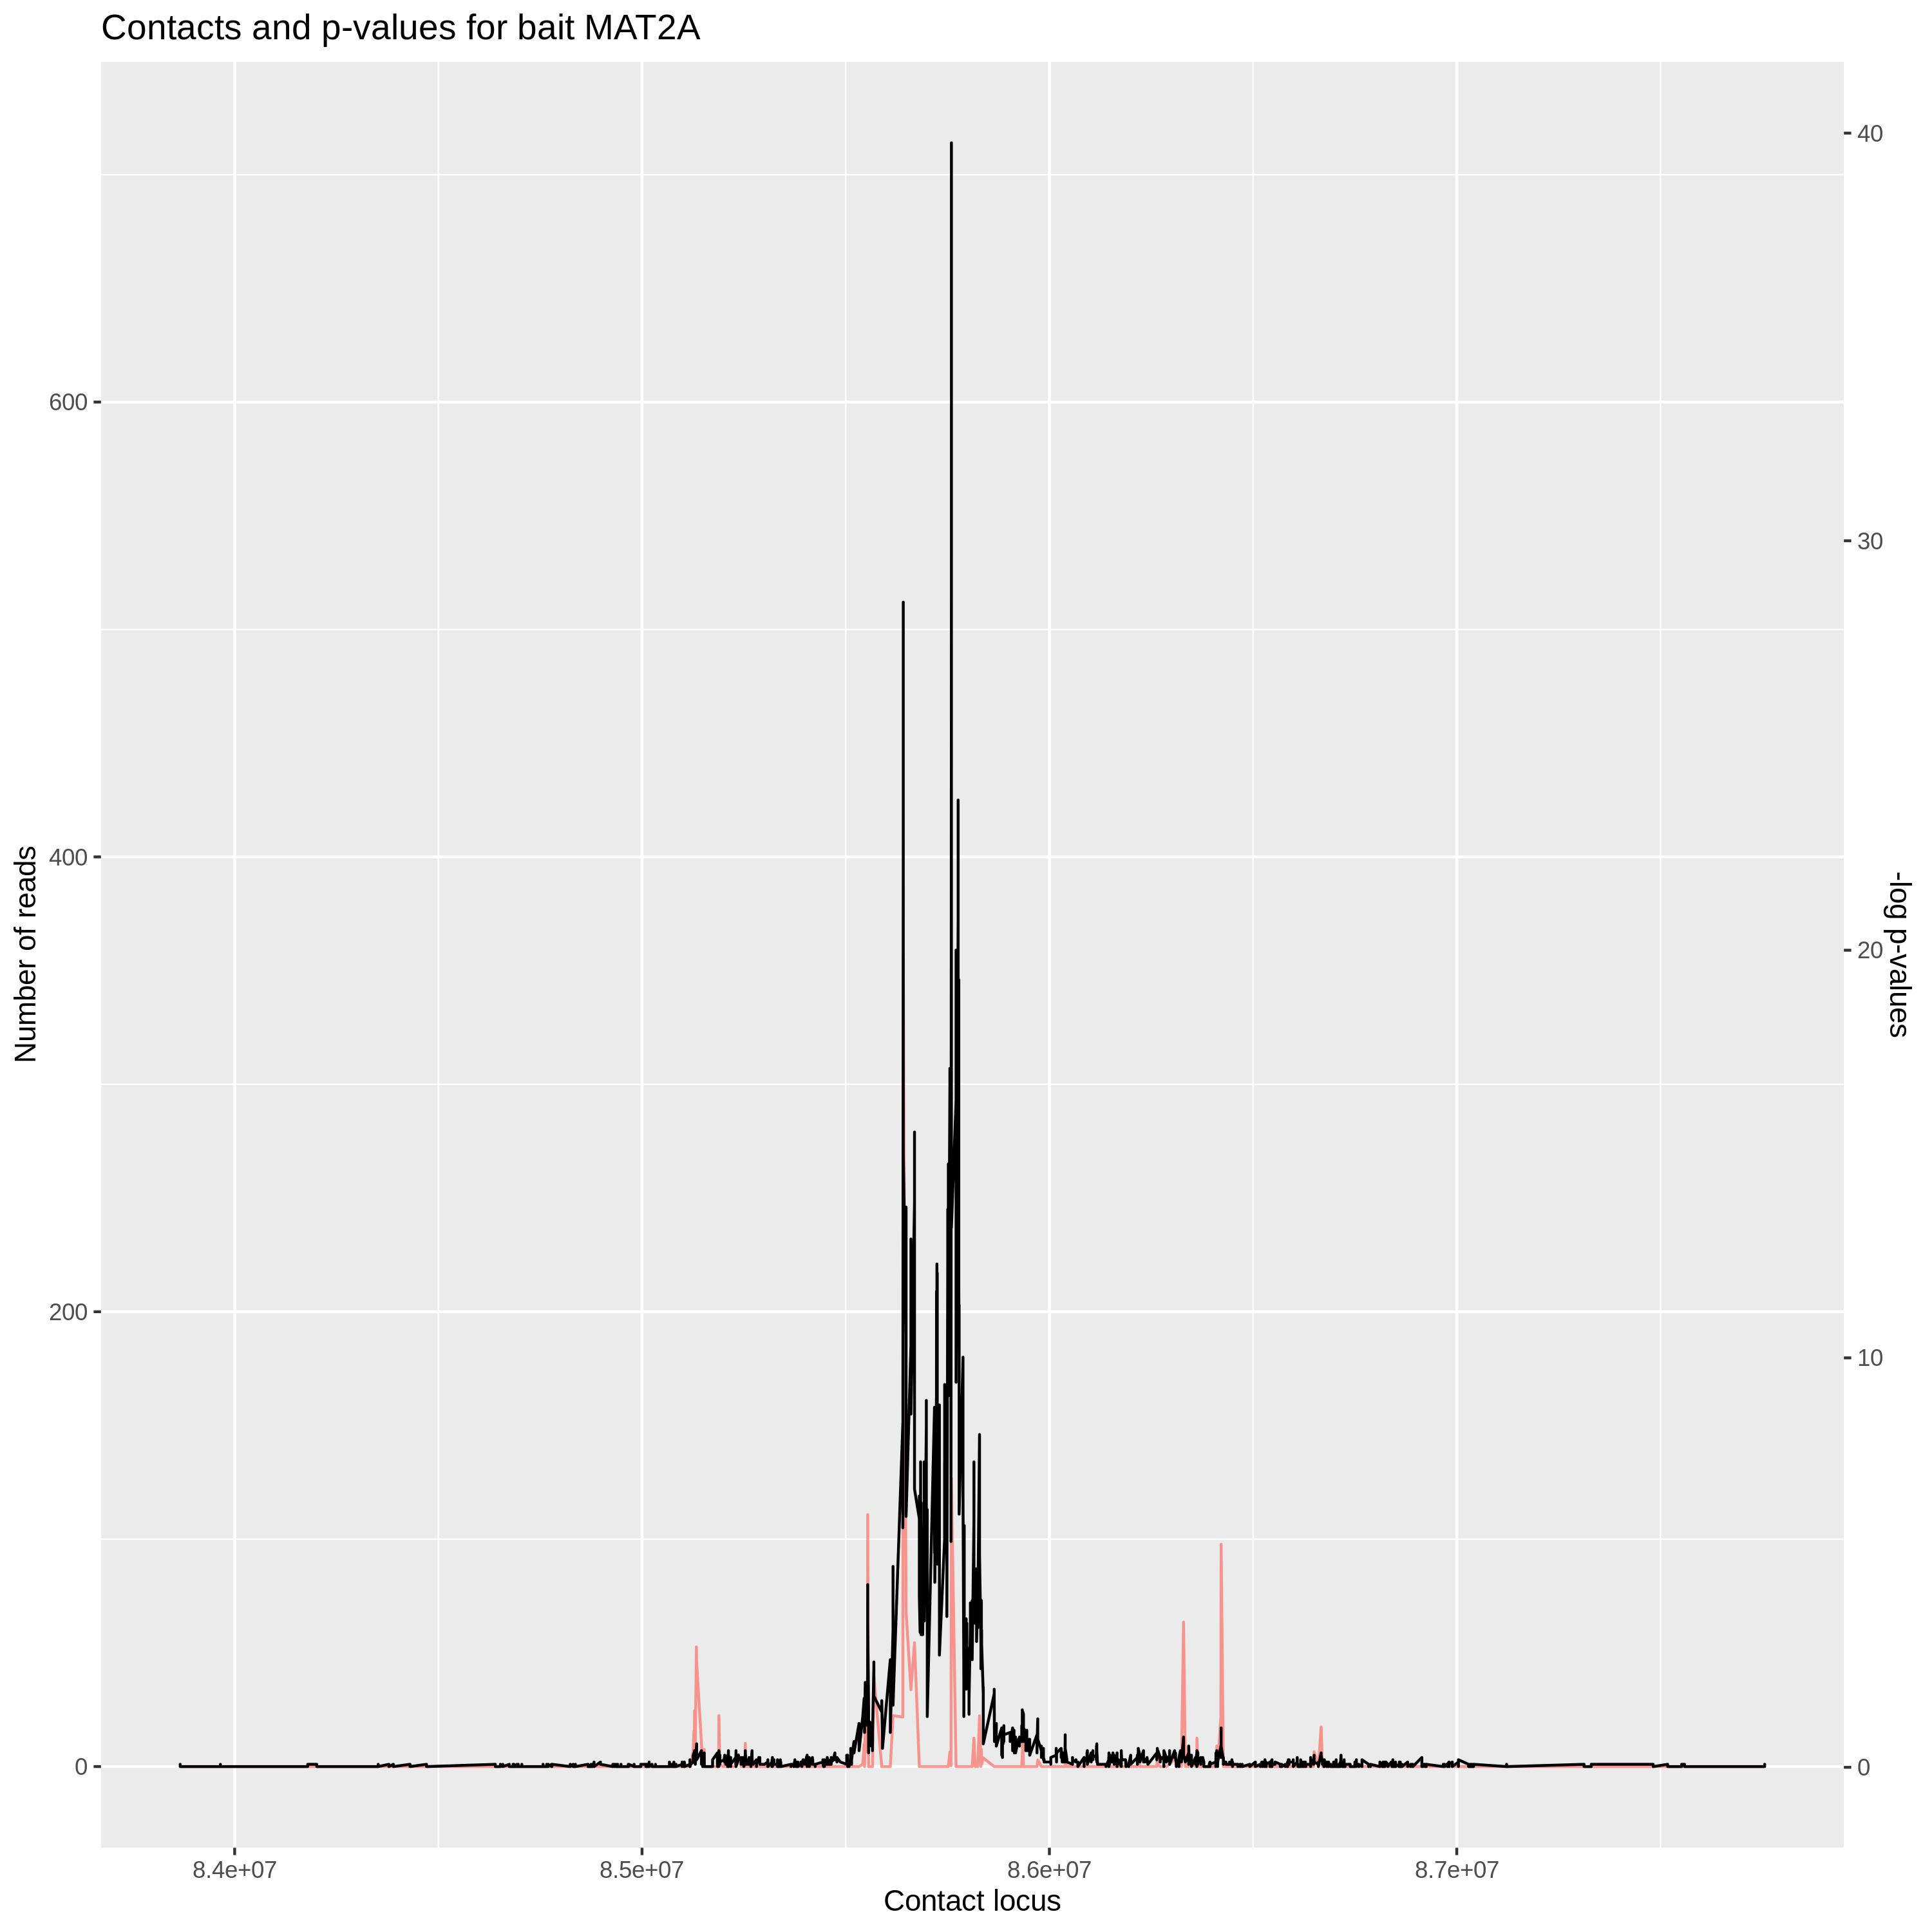 Contacts and p-values for bait MAT2A
Number of reads
600
400
200
0
40
30
20
10
0
-log p-values
8.4e+07
8.5e+07
8.6e+07
8.7e+07
Contact locus